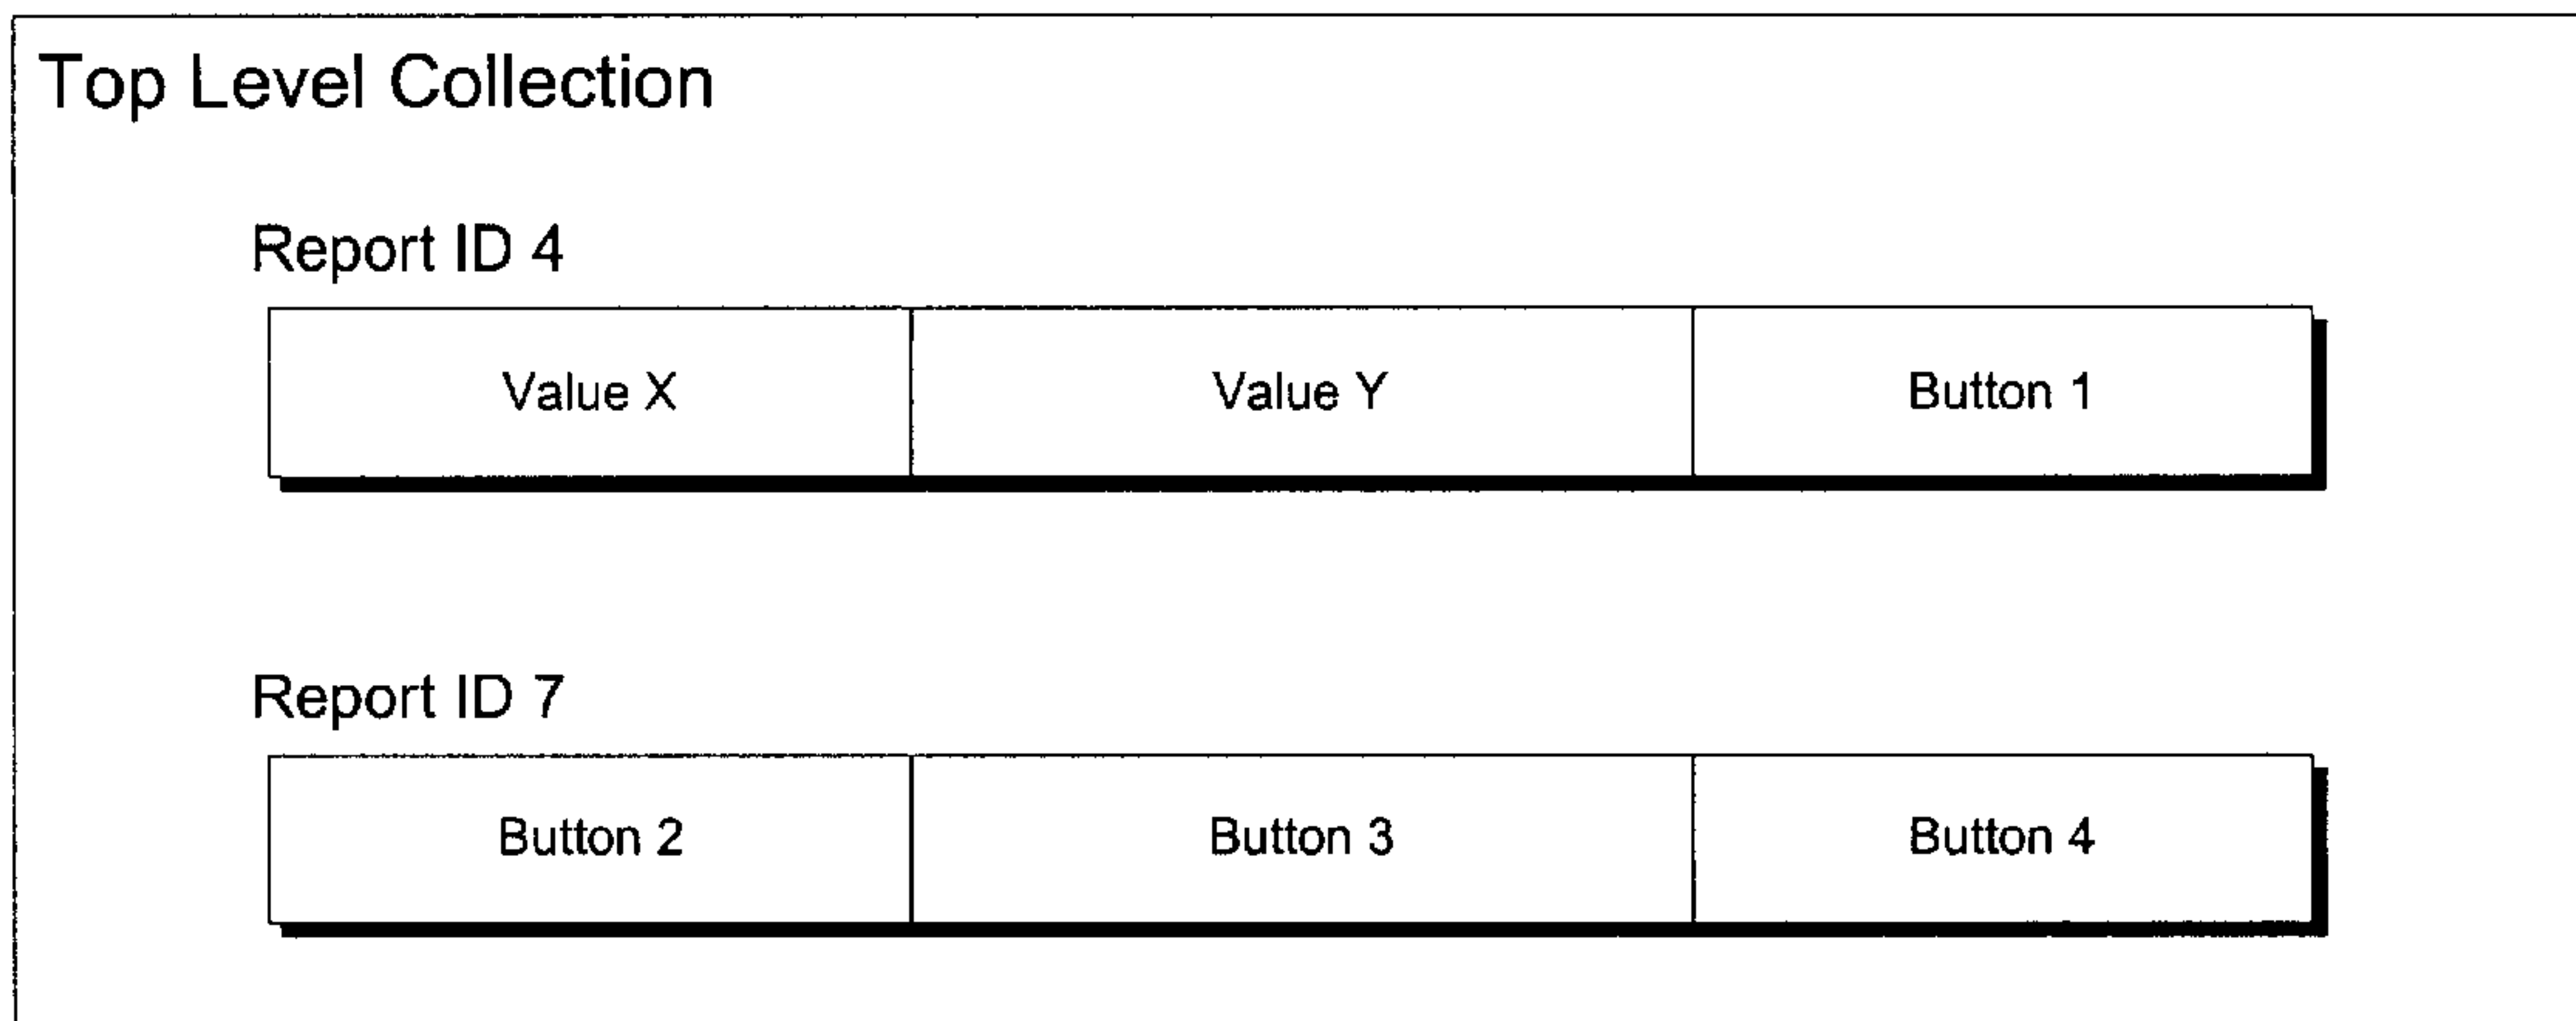 Top Level Collection
Report ID 4
Value X Value Y Button 1
Report ID 7
Button 2 Button 3 Button 4